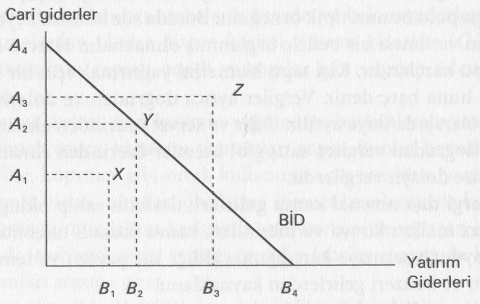 Cari giderler
A4
A3
Z
A2
Y
A1
X
BİD
B1 B2 B3 B4
Yatırım
Giderleri